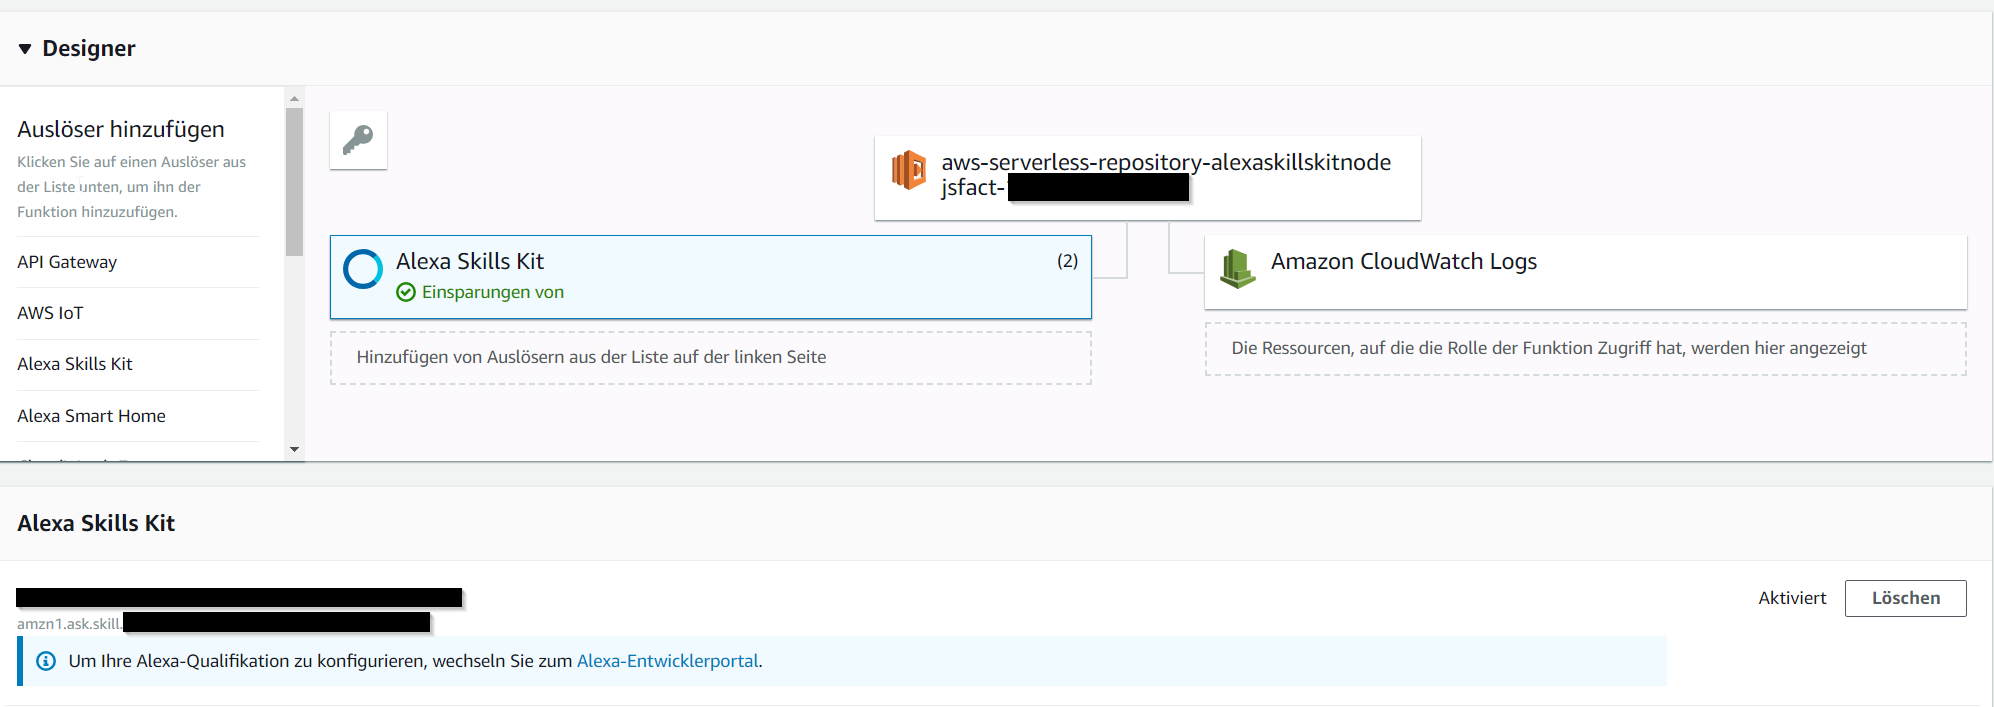 Designer
Auslöser hinzufügen
Klicken Sie auf einen Auslöser aus
der Liste unten, um ihn der
Funktion hinzuzufügen.
API Gateway
AWS IoT
Alexa Skills Kit
Alexa Smart Home
aws-serverless-repository-alexaskillskitnode
jsfact-
Alexa Skills Kit
(2)
Einsparungen von
Hinzufügen von Auslösern aus der Liste auf der linken Seite
Amazon CloudWatch Logs
Die Ressourcen, auf die die Rolle der Funktion Zugriff hat, werden hier angezeigt
Alexa Skills Kit
Aktiviert
Löschen
amzn1.ask.skill.
Um Ihre Alexa-Qualifikation zu konfigurieren, wechseln Sie zum Alexa-Entwicklerportal.